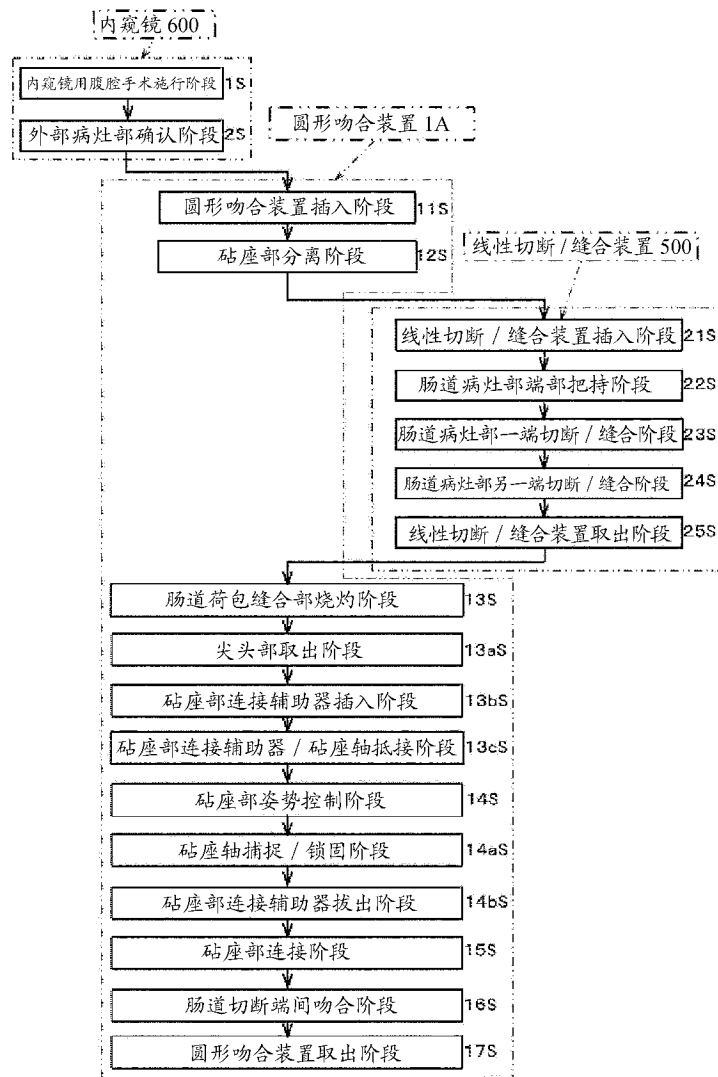 内窥镜 600
内窥镜用腹腔手术施行阶段 1S
外部病灶部确认阶段 2S
圆形吻合装置 1A
圆形吻合装置插入阶段 11S
砧座部分离阶段 12S
线性切断 / 缝合装置 500
线性切断 / 缝合装置插入阶段 21S
肠道病灶部端部把持阶段 22S
肠道病灶部一端切断 / 缝合阶段 23S
肠道病灶部另一端切断 / 缝合阶段 24S
线性切断 / 缝合装置取出阶段 25S
肠道荷包缝合部烧灼阶段 13S
尖头部取出阶段 13aS
砧座部连接辅助器插入阶段 13bS
砧座部连接辅助器 / 砧座轴抵接阶段 13cS
砧座部姿势控制阶段 14S
砧座轴捕捉 / 锁固阶段 14aS
砧座部连接辅助器拔出阶段 14bS
砧座部连接阶段 15S
肠道切断端间吻合阶段 16S
圆形吻合装置取出阶段 17S